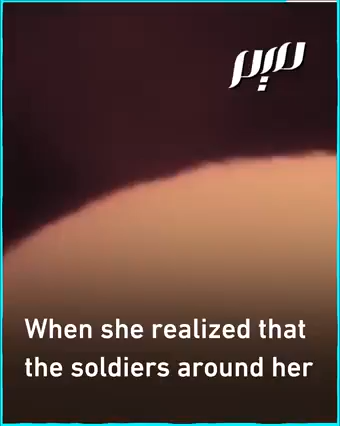 When she realized that
the soldiers around her